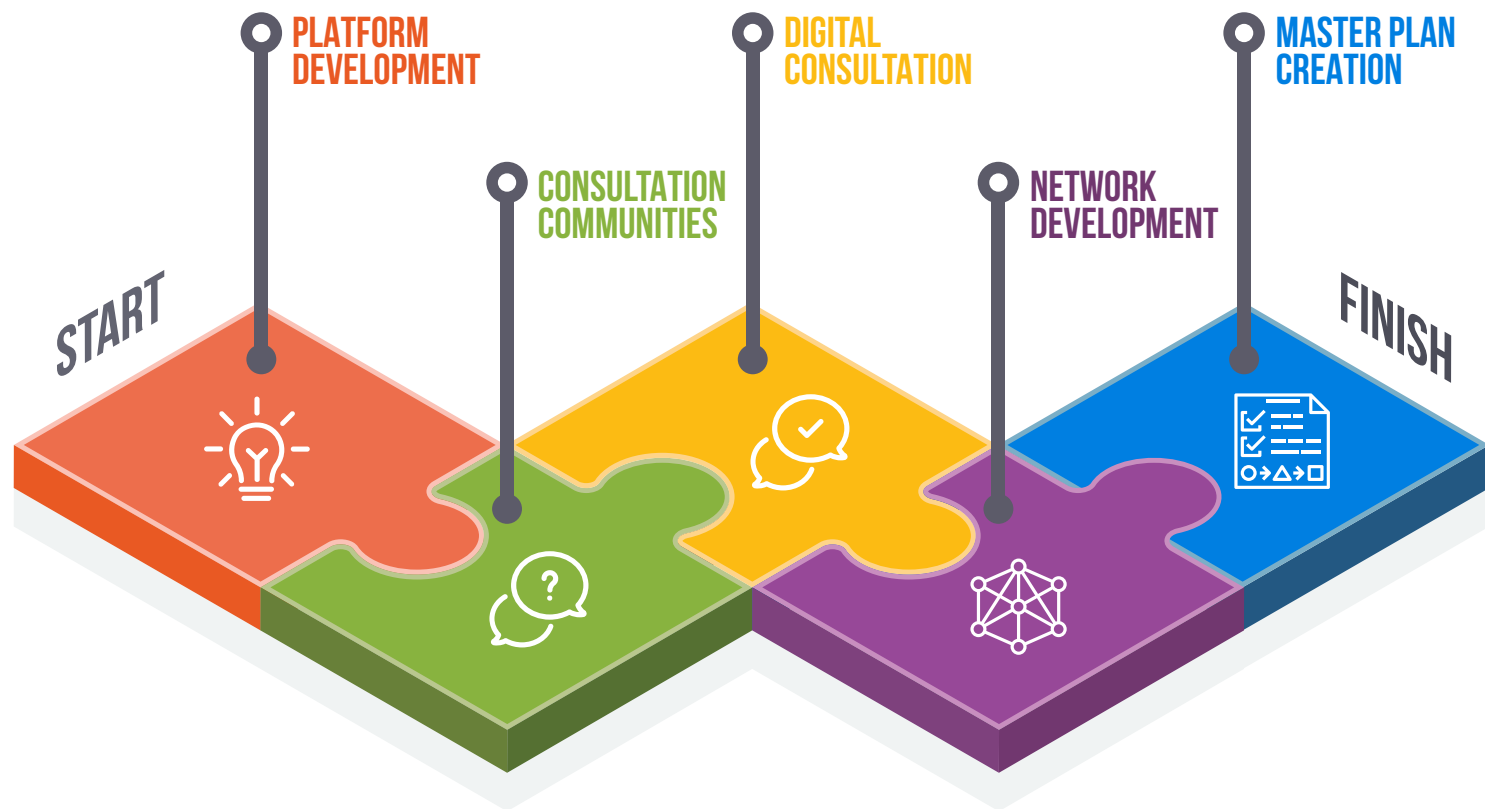 START
PLATFORM
DEVELOPMENT
CONSULTATION
COMMUNITIES
DIGITAL
CONSULTATION
NETWORK
DEVELOPMENT
MASTER PLAN
CREATION
FINISH
?